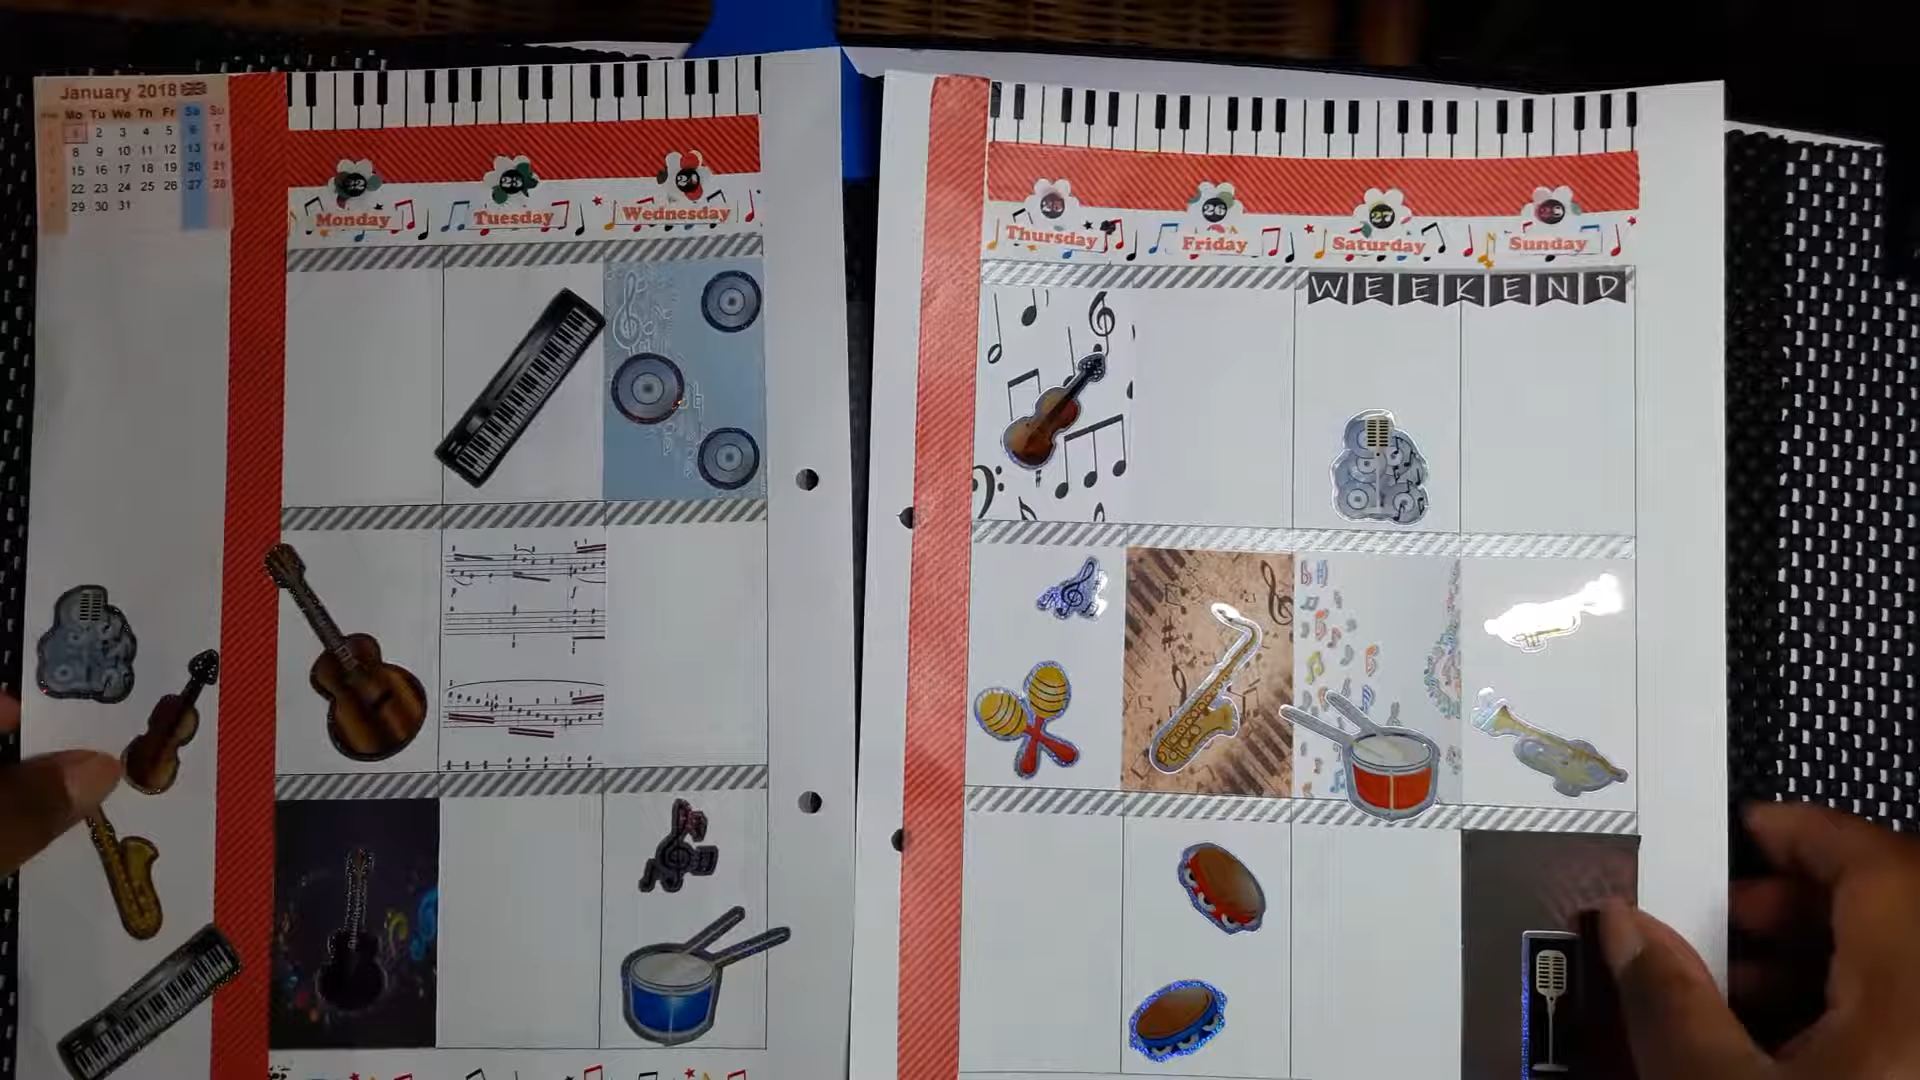 January 2018
Mo Tu We Th Fr Sa Su
1 2 3 4 5 6 7
8 9 10 11 12 13 14
15 16 17 18 19 20 21
22 23 24 25 26 27 28
29 30 31
22 23 24
Monday Tuesday Wednesday
25 26 27 28
Thursday Friday Saturday Sunday
WEEKEND